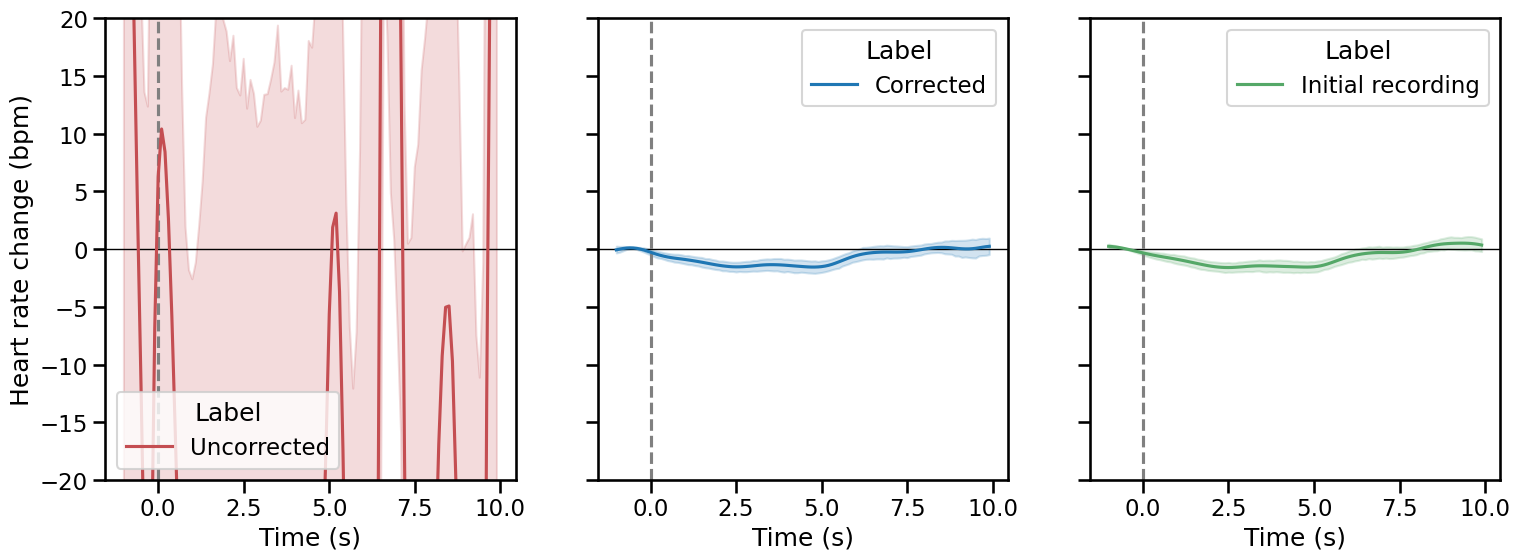 Heart rate change (bpm)
20
15
10
5
0
−5
−10
−15
−20
Label
Uncorrected
0.0 2.5 5.0 7.5 10.0
Time (s)
Label
Corrected
0.0 2.5 5.0 7.5 10.0
Time (s)
Label
Initial recording
0.0 2.5 5.0 7.5 10.0
Time (s)